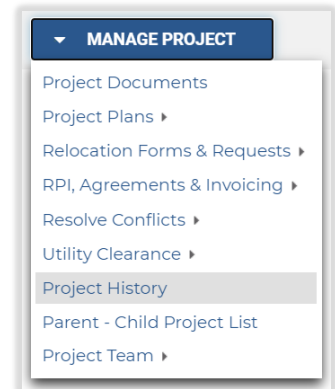 MANAGE PROJECT
Project Documents
Project Plans
Relocation Forms & Requests
RPI, Agreements & Invoicing
Resolve Conflicts
Utility Clearance
Project History
Parent - Child Project List
Project Team